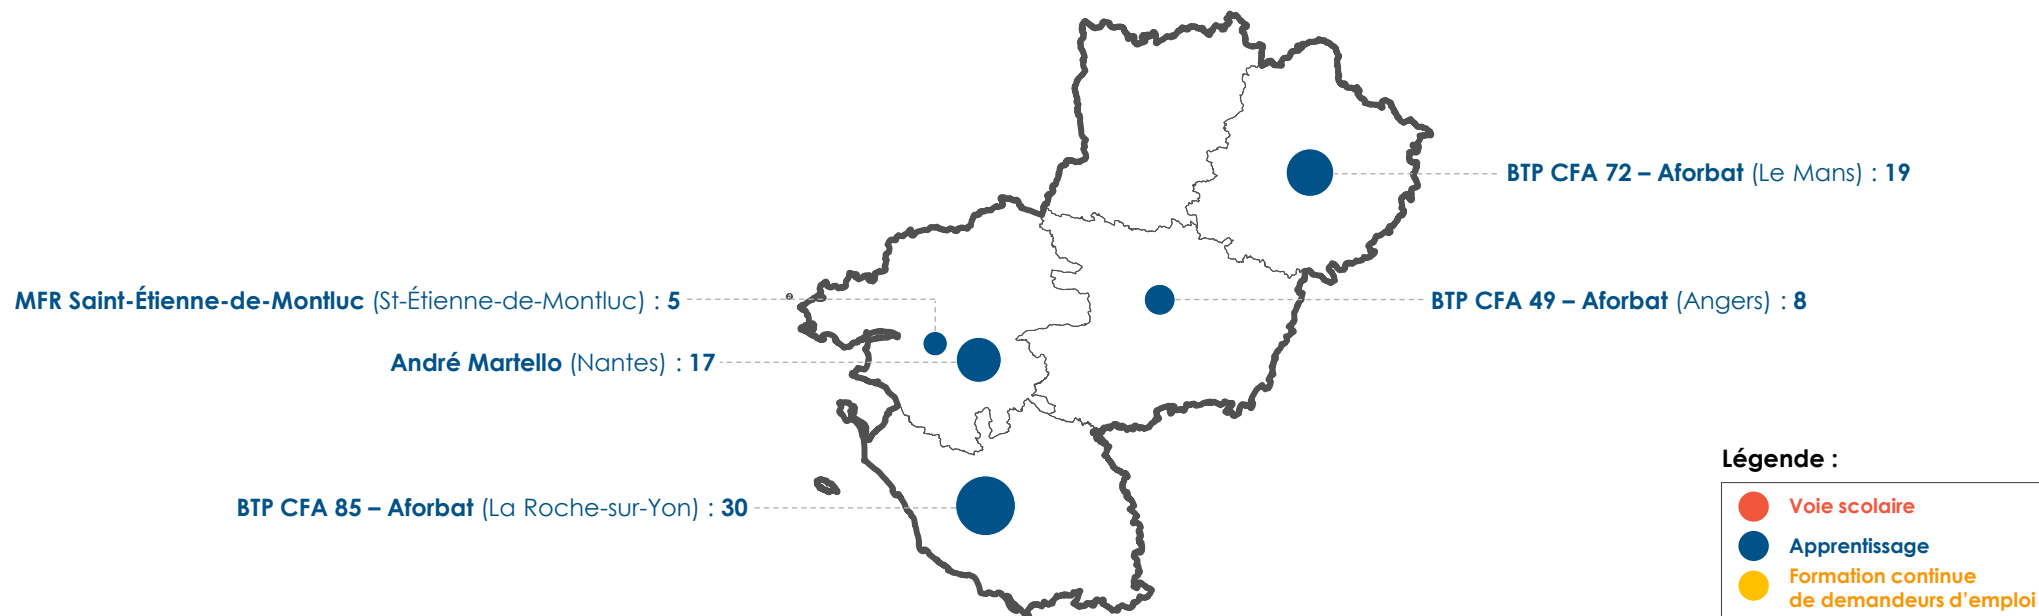 BTP CFA 72 – Aforbat (Le Mans) : 19
MFR Saint-Étienne-de-Montluc (St-Étienne-de-Montluc) : 5
BTP CFA 49 – Aforbat (Angers) : 8
André Martello (Nantes) : 17
BTP CFA 85 – Aforbat (La Roche-sur-Yon) : 30
Légende :
Voie scolaire
Apprentissage
Formation continue
de demandeurs d'emploi